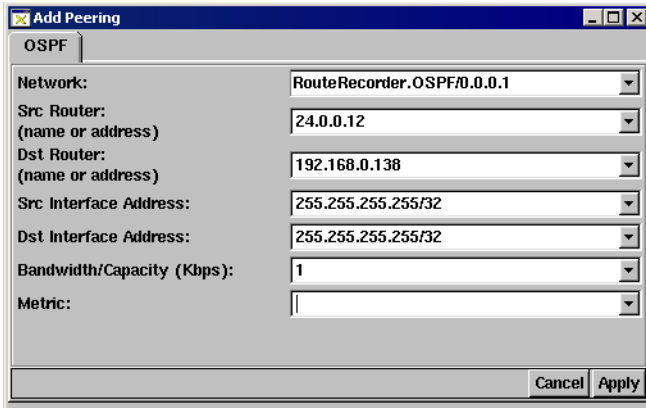 Add Peering
OSPF
Network: RouteRecorder.OSPF/0.0.0.1
Src Router:
(name or address) 24.0.0.12
Dst Router:
(name or address) 192.168.0.138
Src Interface Address: 255.255.255.255/32
Dst Interface Address: 255.255.255.255/32
Bandwidth/Capacity (Kbps): 1
Metric:
Cancel Apply